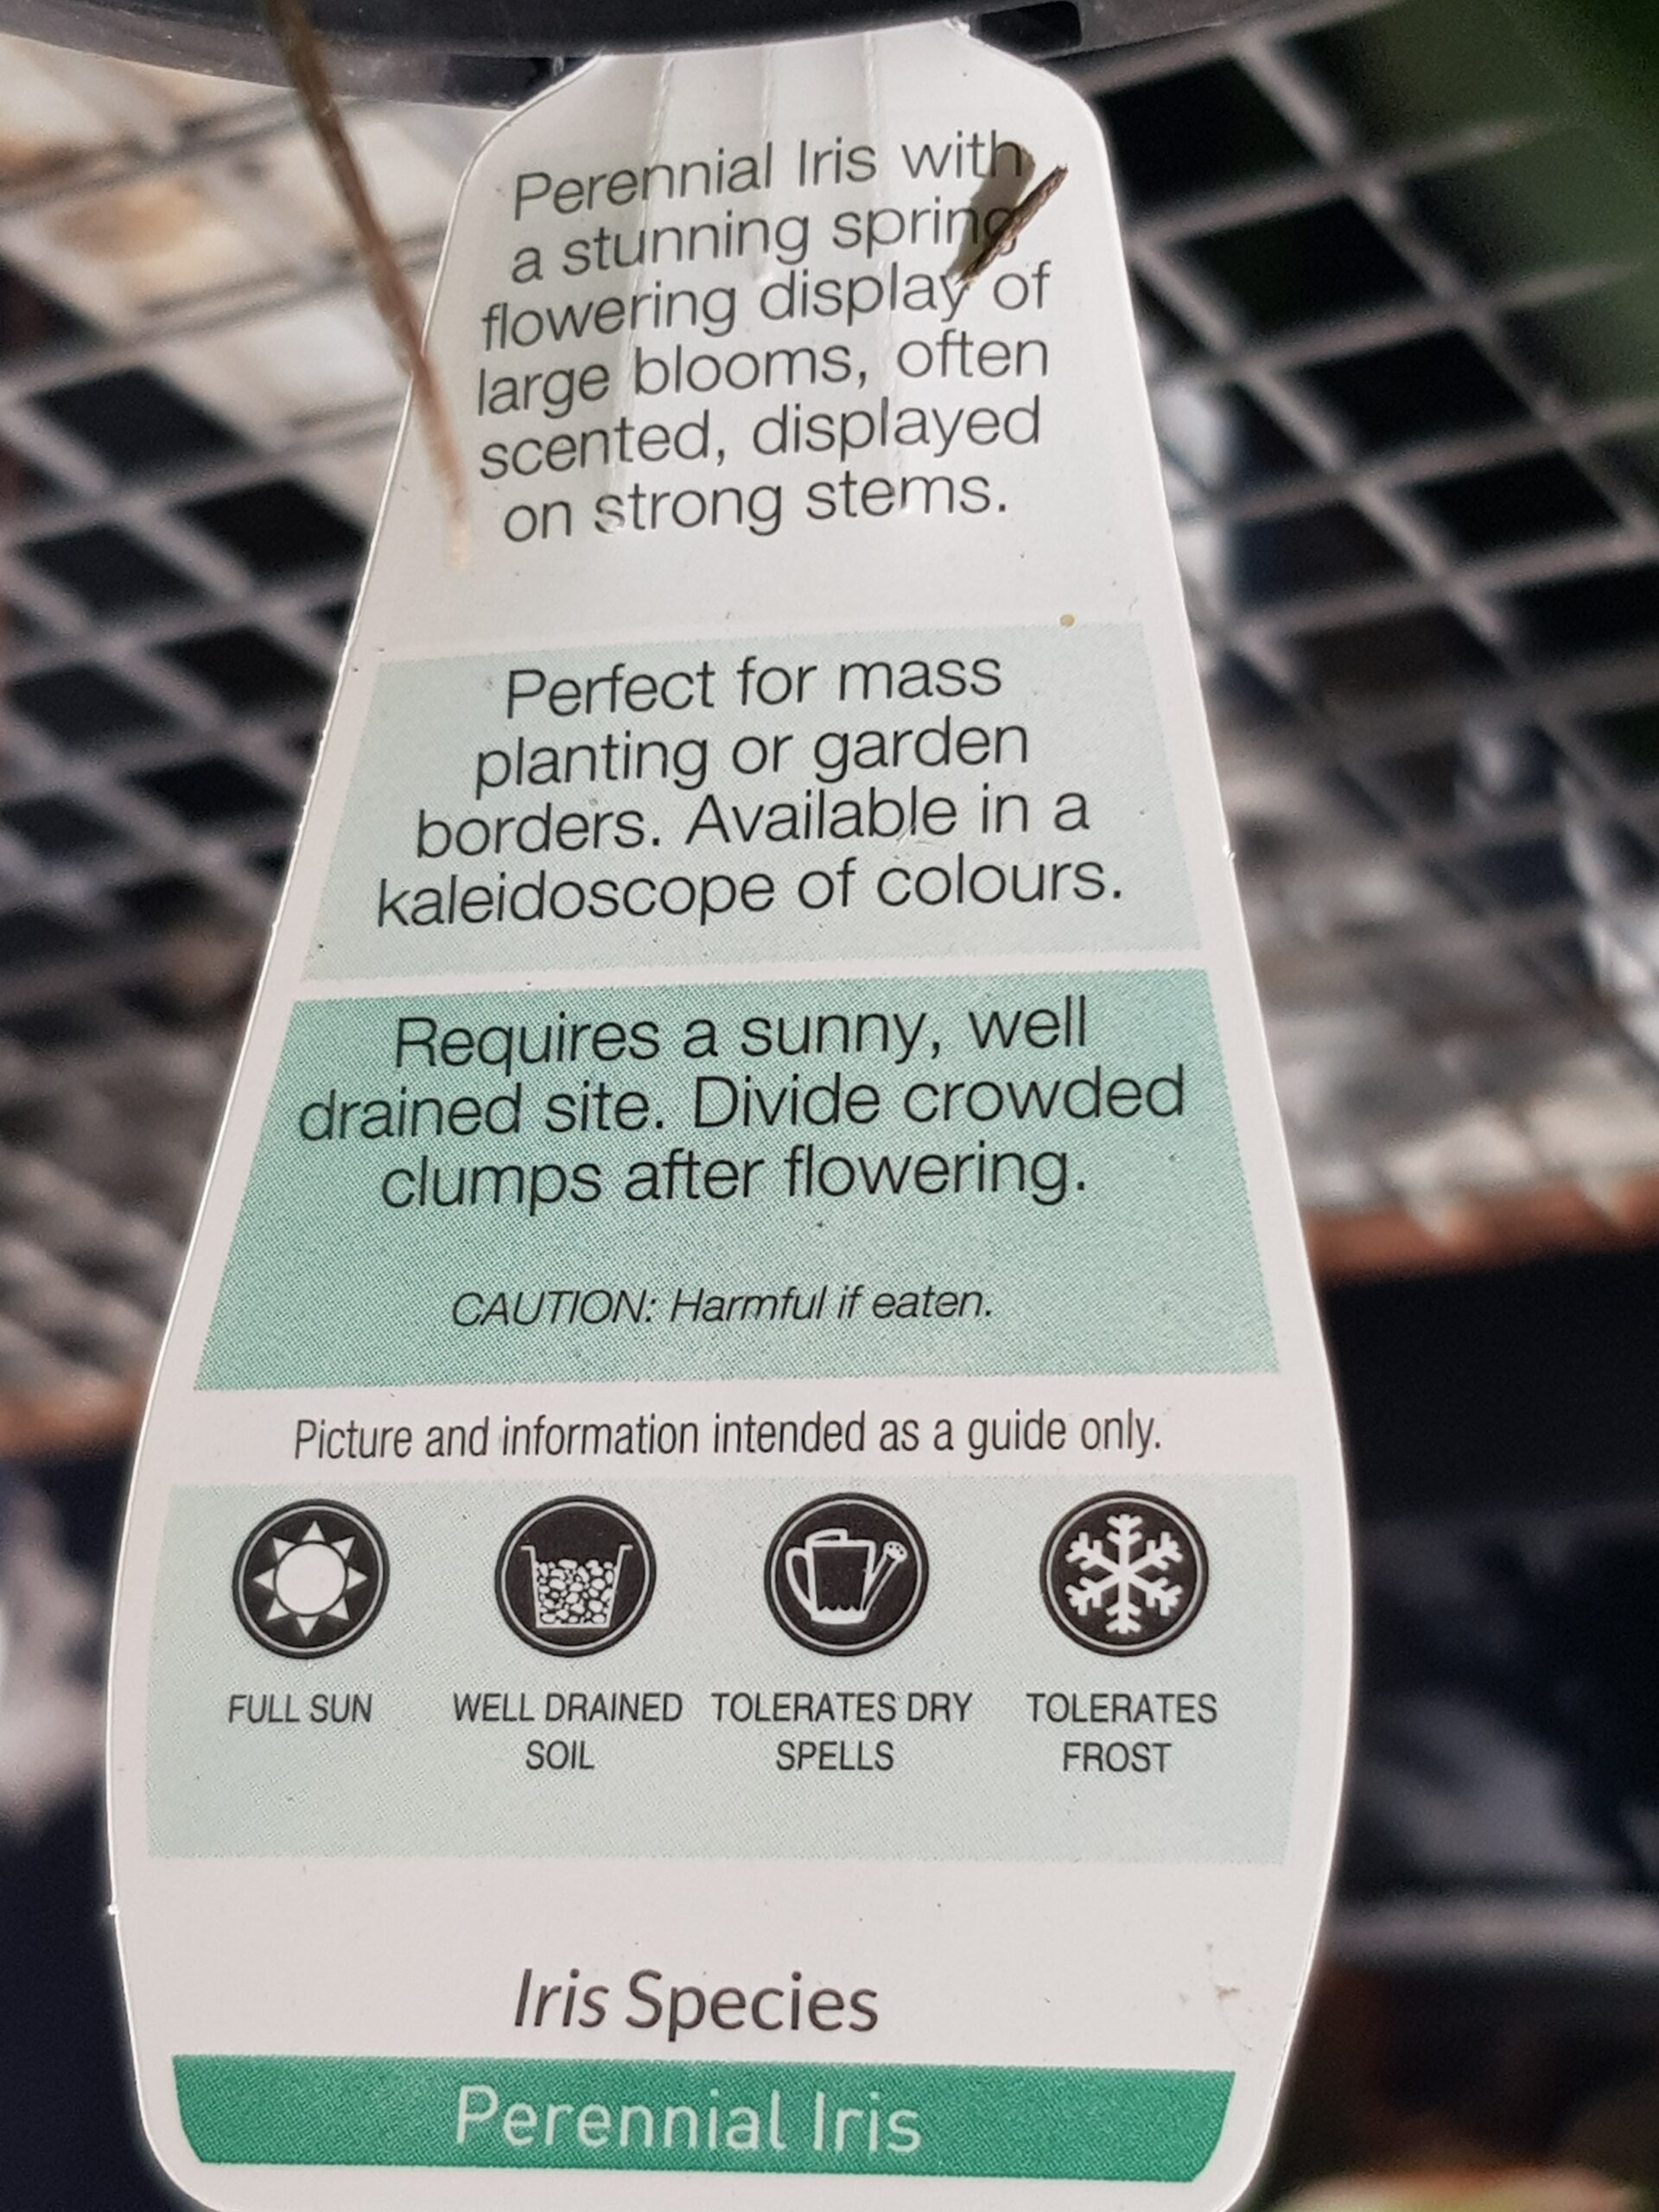 Perennial Iris with
a stunning spring
flowering display of
large blooms, often
scented, displayed
on strong stems.
Perfect for mass
planting or garden
borders. Available in a
kaleidoscope of colours.
Requires a sunny, well
drained site. Divide crowded
clumps after flowering.
CAUTION: Harmful if eaten.
Picture and information intended as a guide only.
FULL SUN
WELL DRAINED
SOIL
TOLERATES DRY
SPELLS
TOLERATES
FROST
Iris Species
Perennial Iris